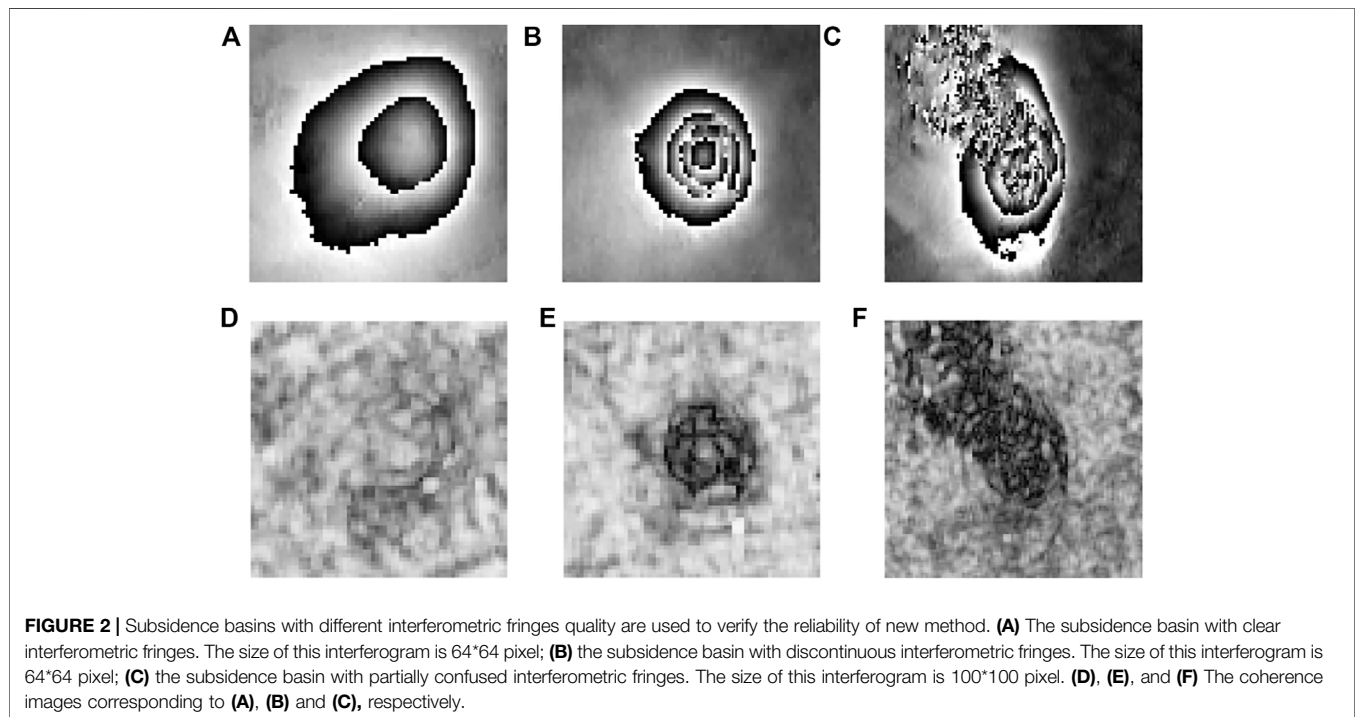 A B C
D E F
FIGURE 2 | Subsidence basins with different interferometric fringes quality are used to verify the reliability of new method. (A) The subsidence basin with clear
interferometric fringes. The size of this interferogram is 64*64 pixel; (B) the subsidence basin with discontinuous interferometric fringes. The size of this interferogram is
64*64 pixel; (C) the subsidence basin with partially confused interferometric fringes. The size of this interferogram is 100*100 pixel. (D), (E), and (F) The coherence
images corresponding to (A), (B) and (C), respectively.